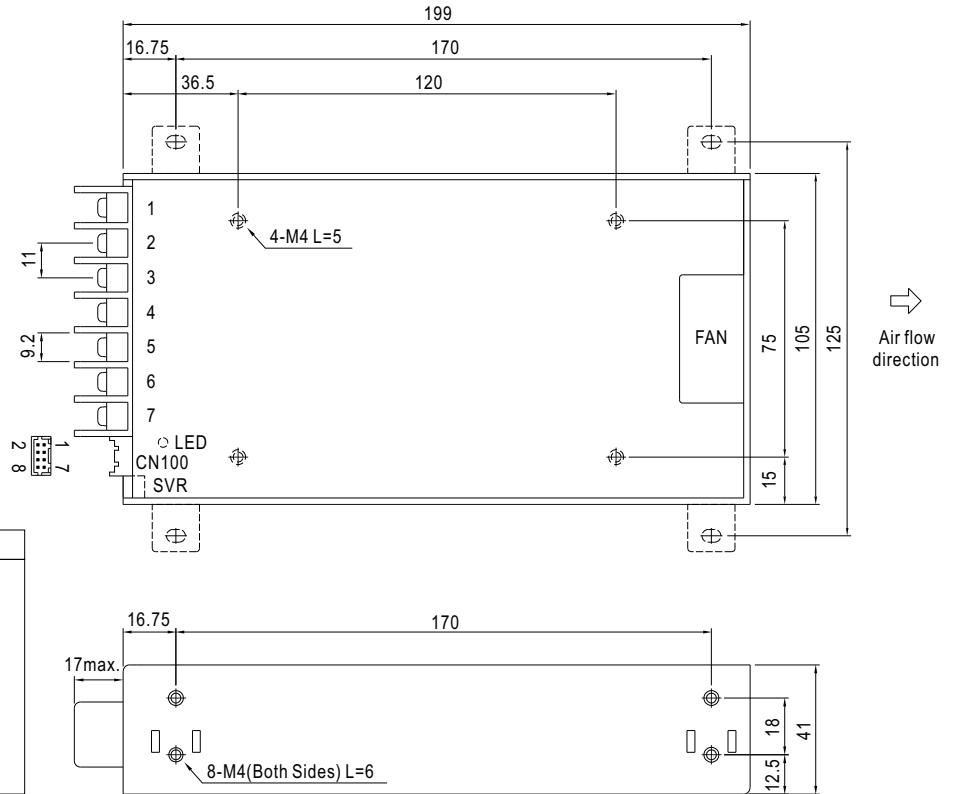 199
16.75
170
36.5
120
1
4-M4 L=5
2
11
3
4
9.2
5
6
7
FAN
75
105
125
Air flow
direction
LED
2 8
1 7
CN100
SVR
15
16.75
170
17max.
18
41
12.5
8-M4(Both Sides) L=6